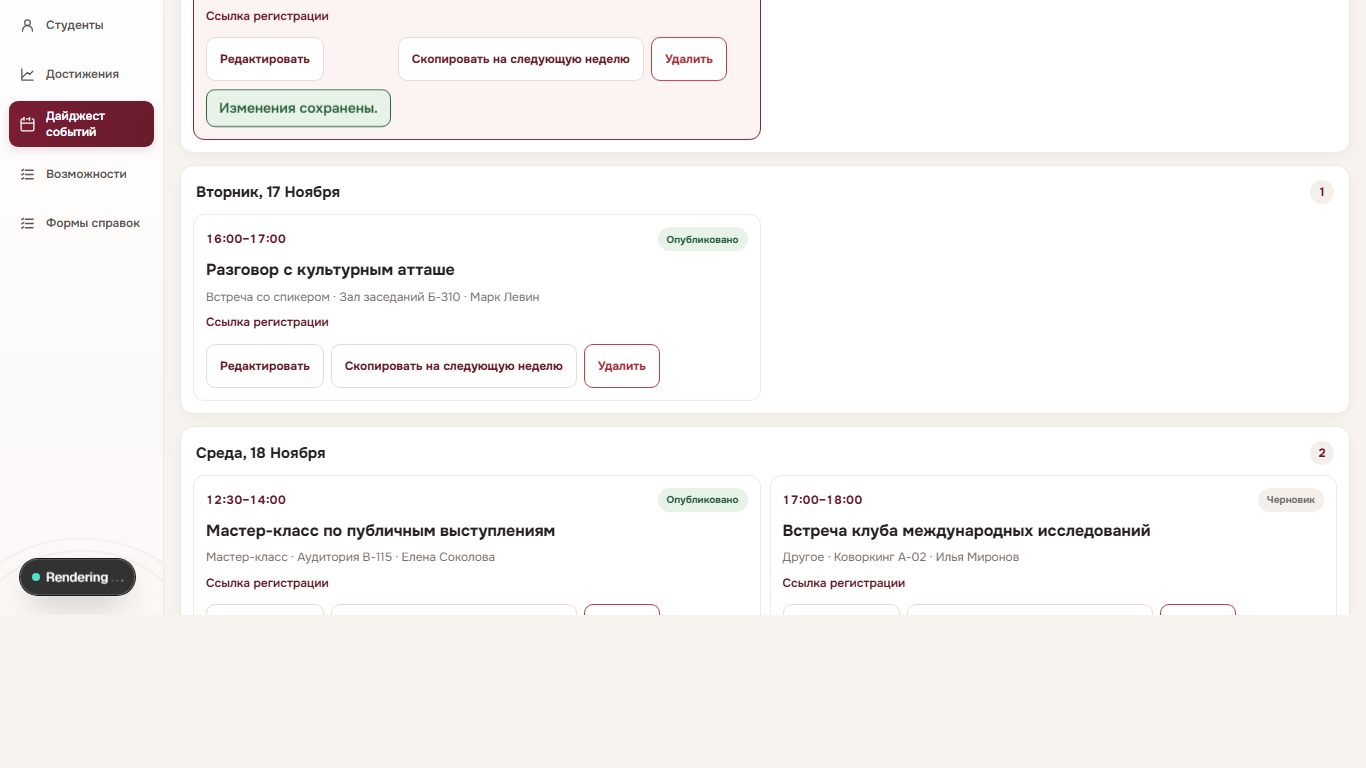 Студенты
Достижения
Дайджест
событий
Возможности
Формы справок
Rendering ...
Ссылка регистрации
Редактировать
Скопировать на следующую неделю
Удалить
Изменения сохранены.
Вторник, 17 Ноября
1
16:00–17:00
Опубликовано
Разговор с культурным атташе
Встреча со спикером · Зал заседаний Б-310 · Марк Левин
Ссылка регистрации
Редактировать
Скопировать на следующую неделю
Удалить
Среда, 18 Ноября
2
12:30–14:00
Опубликовано
Мастер-класс по публичным выступлениям
Мастер-класс · Аудитория В-115 · Елена Соколова
Ссылка регистрации
17:00–18:00
Черновик
Встреча клуба международных исследований
Другое · Коворкинг А-02 · Илья Миронов
Ссылка регистрации